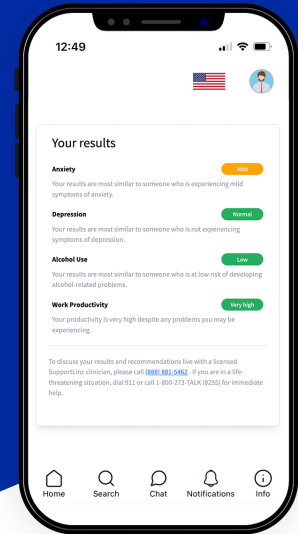 12:49
Your results
Anxiety
Mild
Your results are most similar to someone who is experiencing mild
symptoms of anxiety.
Depression
Normal
Your results are most similar to someone who is not experiencing
symptoms of depression.
Alcohol Use
Low
Your results are most similar to someone who is at low risk of developing
alcohol-related problems.
Work Productivity
Very high
Your productivity is very high despite any problems you may be
experiencing.
To discuss your results and recommendations live with a licensed
SupportLinc clinician, please call (888) 881-5462 . If you are in a life-
threatening situation, dial 911 or call 1-800-273-TALK (8255) for immediate
help.
Home Search Chat Notifications Info